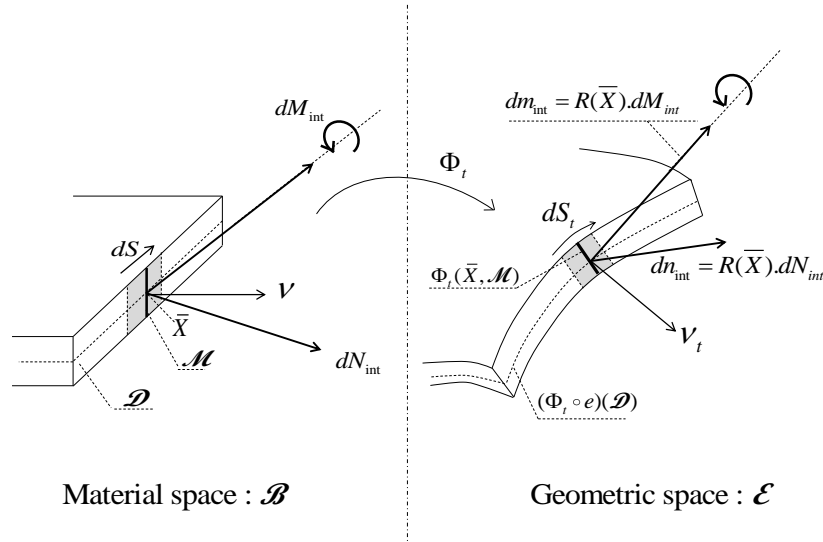 dM_int
Φ_t
dS
ν
X̄
𝓜
dN_int
𝓓
Material space : 𝓑
dm_int = R(X̄).dM_int
dS_t
Φ_t(X̄, 𝓜)
dn_int = R(X̄).dN_int
ν_t
(Φ_t ∘ e)(𝓓)
Geometric space : 𝓔